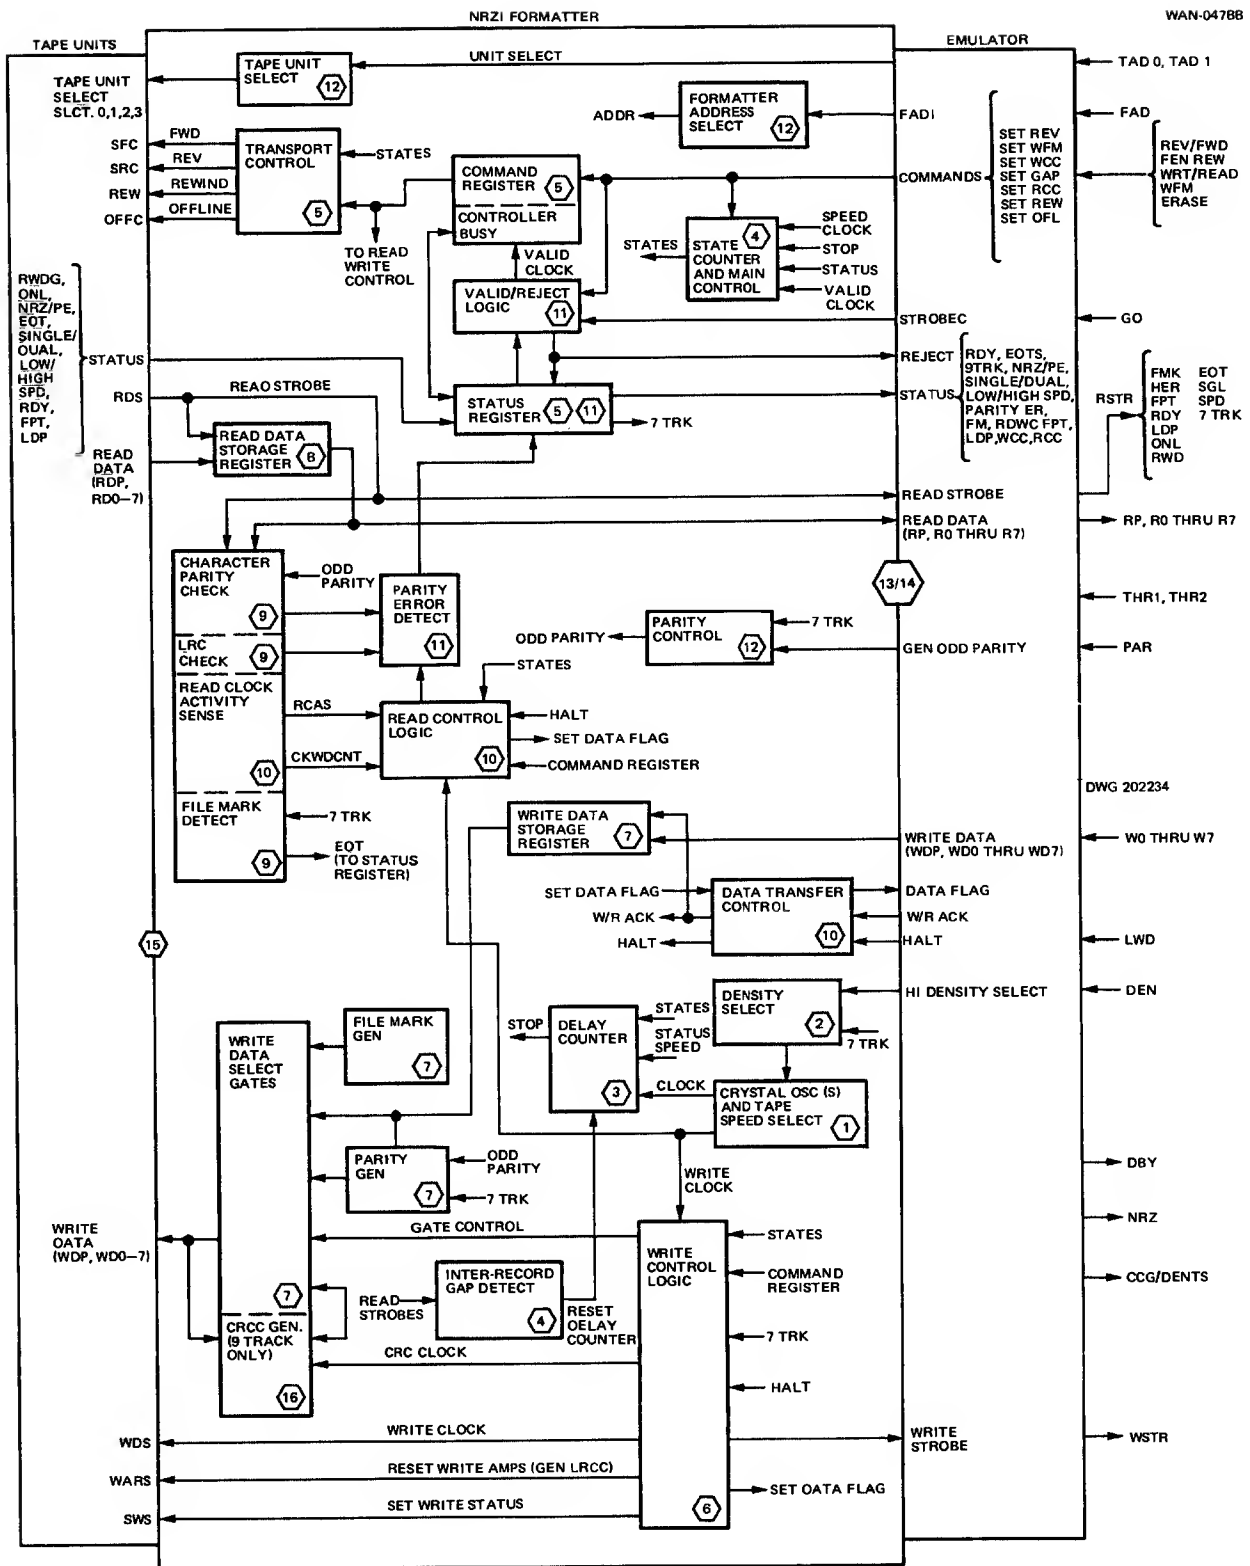 NRZI FORMATTER
WAN-0478B
TAPE UNITS
EMULATOR
UNIT SELECT
TAPE UNIT
SELECT
12
TAD 0, TAD 1
TAPE UNIT
SELECT
SLCT. 0,1,2,3
FORMATTER
ADDRESS
SELECT
12
ADDR
FADI
FAD
SFC
FWD
SRC
REV
REW
REWIND
OFFC
OFFLINE
TRANSPORT
CONTROL
5
STATES
TO READ
WRITE
CONTROL
COMMAND
REGISTER
5
CONTROLLER
BUSY
VALID
CLOCK
COMMANDS
SET REV
SET WFM
SET WCC
SET GAP
SET RCC
SET REW
SET OFL
REV/FWD
FEN REW
WRT/READ
WFM
ERASE
4
STATE
COUNTER
AND MAIN
CONTROL
STATES
SPEED
CLOCK
STOP
STATUS
VALID
CLOCK
VALID/REJECT
LOGIC
11
STROBEC
GO
RWDG,
ONL,
NRZ/PE,
EOT,
SINGLE/
OUAL,
LOW/
HIGH
SPD,
RDY,
FPT,
LDP
STATUS
REJECT
STATUS
REGISTER
5
11
7 TRK
STATUS
RDY, EOTS,
9TRK, NRZ/PE,
SINGLE/DUAL,
LOW/HIGH SPD,
PARITY ER,
FM, RDWC FPT,
LDP,WCC,RCC
RSTR
FMK EOT
HER SGL
FPT SPD
RDY 7 TRK
LDP
ONL
RWD
RDS
REAO STROBE
READ DATA
STORAGE
REGISTER
8
READ
DATA
(RDP,
RD0—7)
READ STROBE
READ DATA
(RP, R0 THRU R7)
RP, R0 THRU R7
CHARACTER
PARITY
CHECK
9
ODD
PARITY
LRC
CHECK
9
PARITY
ERROR
DETECT
11
13/14
THR1, THR2
PARITY
CONTROL
12
ODD PARITY
7 TRK
GEN ODD PARITY
PAR
READ CLOCK
ACTIVITY
SENSE
10
RCAS
CKWDCNT
STATES
READ CONTROL
LOGIC
10
HALT
SET DATA FLAG
COMMAND REGISTER
FILE MARK
DETECT
9
7 TRK
EOT
(TO STATUS
REGISTER)
DWG 202234
WRITE DATA
STORAGE
REGISTER
7
WRITE DATA
(WDP, WD0 THRU WD7)
W0 THRU W7
SET DATA FLAG
W/R ACK
HALT
DATA TRANSFER
CONTROL
10
DATA FLAG
W/R ACK
HALT
LWD
15
DENSITY
SELECT
2
HI DENSITY SELECT
DEN
7 TRK
FILE MARK
GEN
7
STOP
DELAY
COUNTER
3
STATES
STATUS
SPEED
CLOCK
CRYSTAL OSC (S)
AND TAPE
SPEED SELECT
1
WRITE
DATA
SELECT
GATES
7
PARITY
GEN
7
ODD
PARITY
7 TRK
WRITE
CLOCK
DBY
NRZ
CCG/DENTS
WRITE
OATA
(WDP, WD0—7)
GATE CONTROL
WRITE
CONTROL
LOGIC
6
STATES
COMMAND
REGISTER
7 TRK
HALT
READ
STROBES
INTER-RECORD
GAP DETECT
4
RESET
DELAY
COUNTER
CRCC GEN.
(9 TRACK
ONLY)
16
CRC CLOCK
WDS
WRITE CLOCK
WRITE
STROBE
WSTR
WARS
RESET WRITE AMPS (GEN LRCC)
SET OATA FLAG
SWS
SET WRITE STATUS